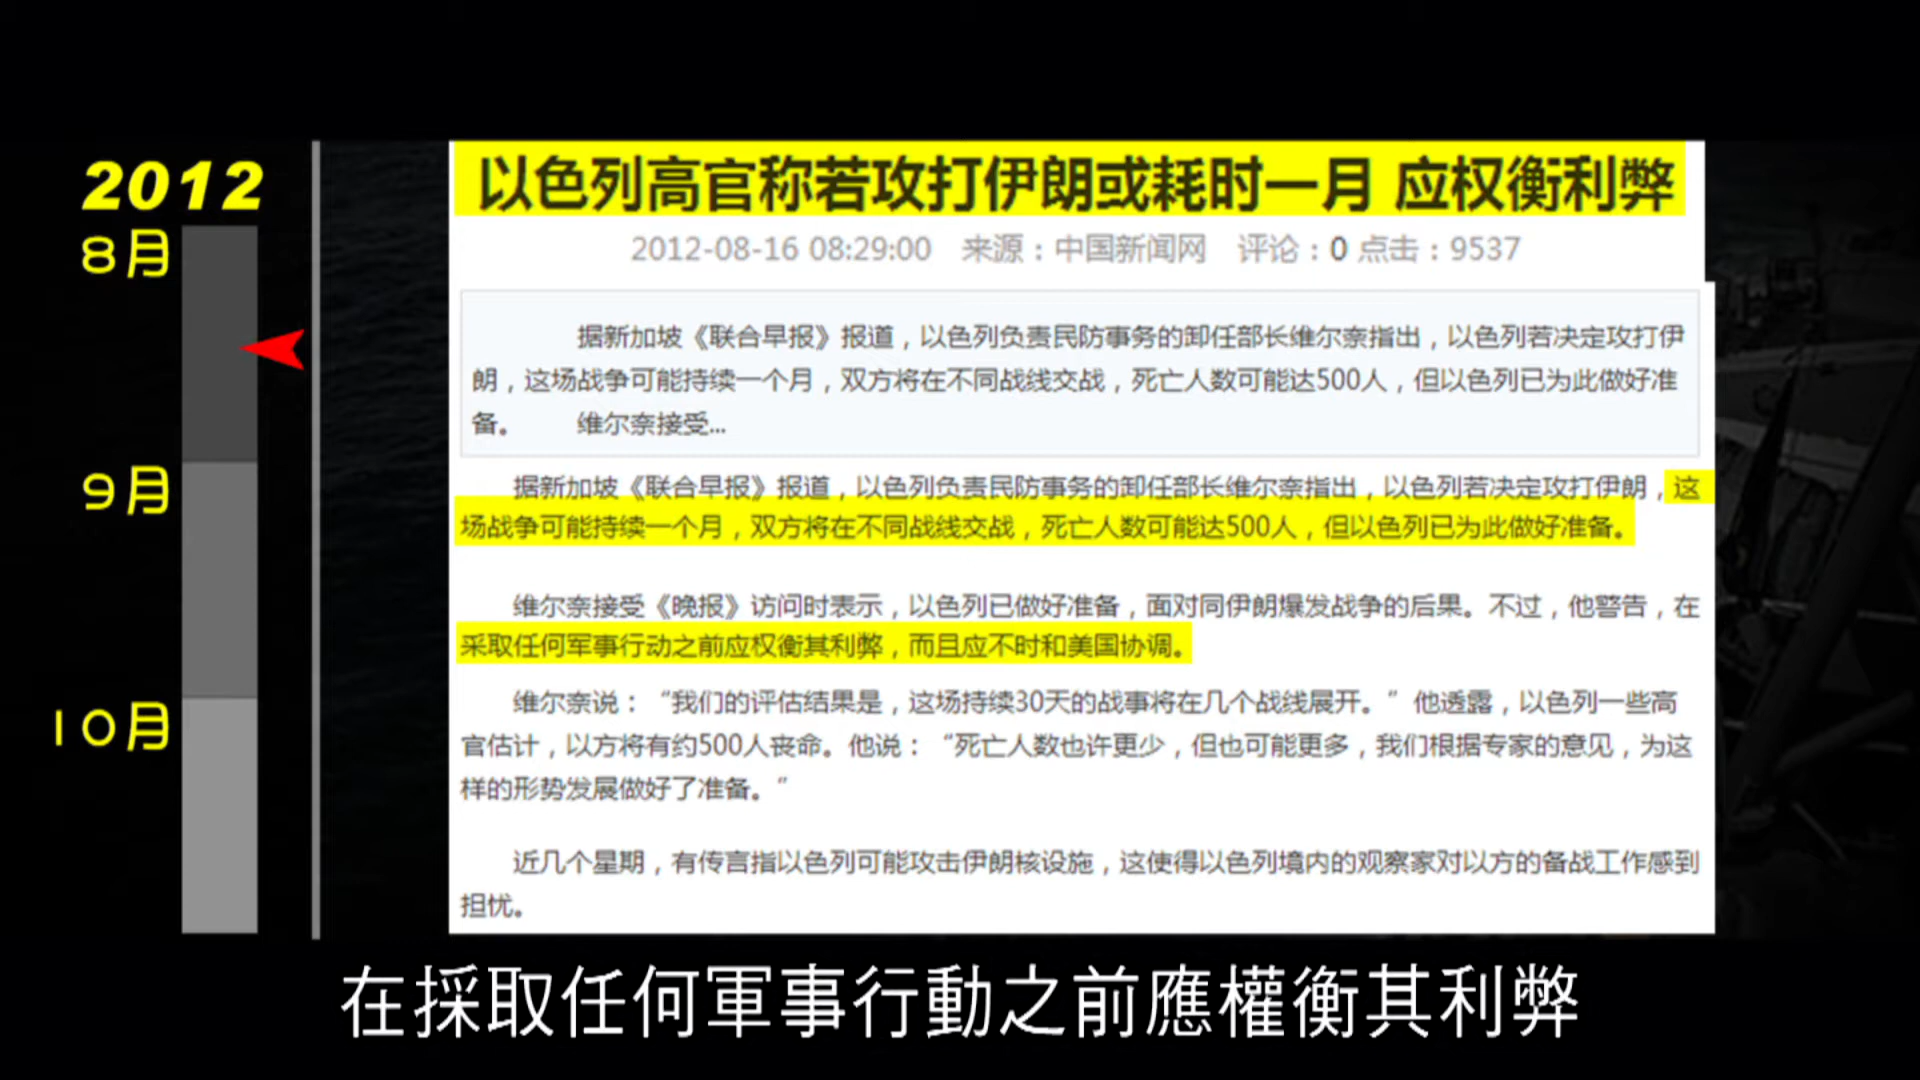 2012
8月
9月
10月
以色列高官称若攻打伊朗或耗时一月 应权衡利弊
2012-08-16 08:29:00 来源：中国新闻网 评论：0 点击：9537
据新加坡《联合早报》报道，以色列负责民防事务的卸任部长维尔奈指出，以色列若决定攻打伊
朗，这场战争可能持续一个月，双方将在不同战线交战，死亡人数可能达500人，但以色列已为此做好准
备。 维尔奈接受...
据新加坡《联合早报》报道，以色列负责民防事务的卸任部长维尔奈指出，以色列若决定攻打伊朗，这
场战争可能持续一个月，双方将在不同战线交战，死亡人数可能达500人，但以色列已为此做好准备。
维尔奈接受《晚报》访问时表示，以色列已做好准备，面对同伊朗爆发战争的后果。不过，他警告，在
采取任何军事行动之前应权衡其利弊，而且应不时和美国协调。
维尔奈说：“我们的评估结果是，这场持续30天的战事将在几个战线展开。”他透露，以色列一些高
官估计，以方将有约500人丧命。他说：“死亡人数也许更少，但也可能更多，我们根据专家的意见，为这
样的形势发展做好了准备。”
近几个星期，有传言指以色列可能攻击伊朗核设施，这使得以色列境内的观察家对以方的备战工作感到
担忧。
在採取任何軍事行動之前應權衡其利弊